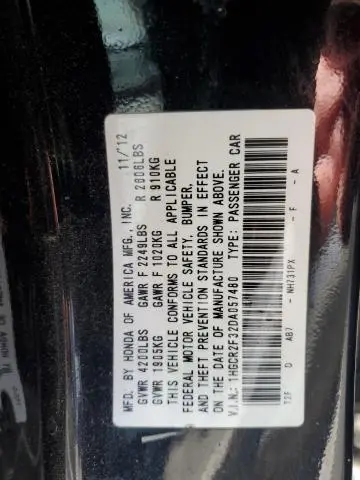 MFD. BY HONDA OF AMERICA MFG., INC. 11/12
GVWR 4200LBS GAWR F 2249LBS R 2006LBS
GVWR 1905KG GAWR F 1020KG R 910KG
THIS VEHICLE CONFORMS TO ALL APPLICABLE
FEDERAL MOTOR VEHICLE SAFETY, BUMPER,
AND THEFT PREVENTION STANDARDS IN EFFECT
ON THE DATE OF MANUFACTURE SHOWN ABOVE.
V.I.N.: 1HGCR2F32DA057480 TYPE: PASSENGER CAR
T2F D AB7 - NH731PX - F - A